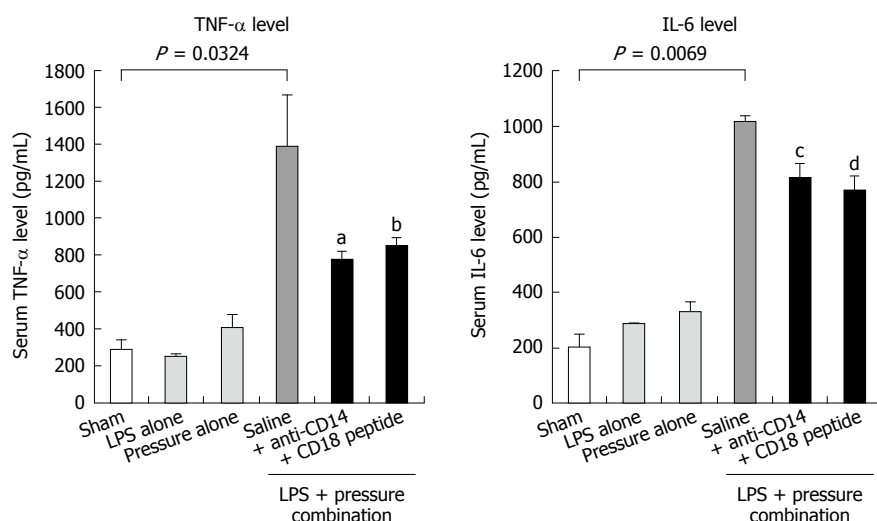 TNF-α level
P = 0.0324
1800
1600
1400
1200
1000
800
600
400
200
0
Serum TNF-α level (pg/mL)
a
b
Sham
LPS alone
Pressure alone
Saline
+ anti-CD14
+ CD18 peptide
LPS + pressure
combination
IL-6 level
P = 0.0069
1200
1000
800
600
400
200
0
Serum IL-6 level (pg/mL)
c
d
Sham
LPS alone
Pressure alone
Saline
+ anti-CD14
+ CD18 peptide
LPS + pressure
combination